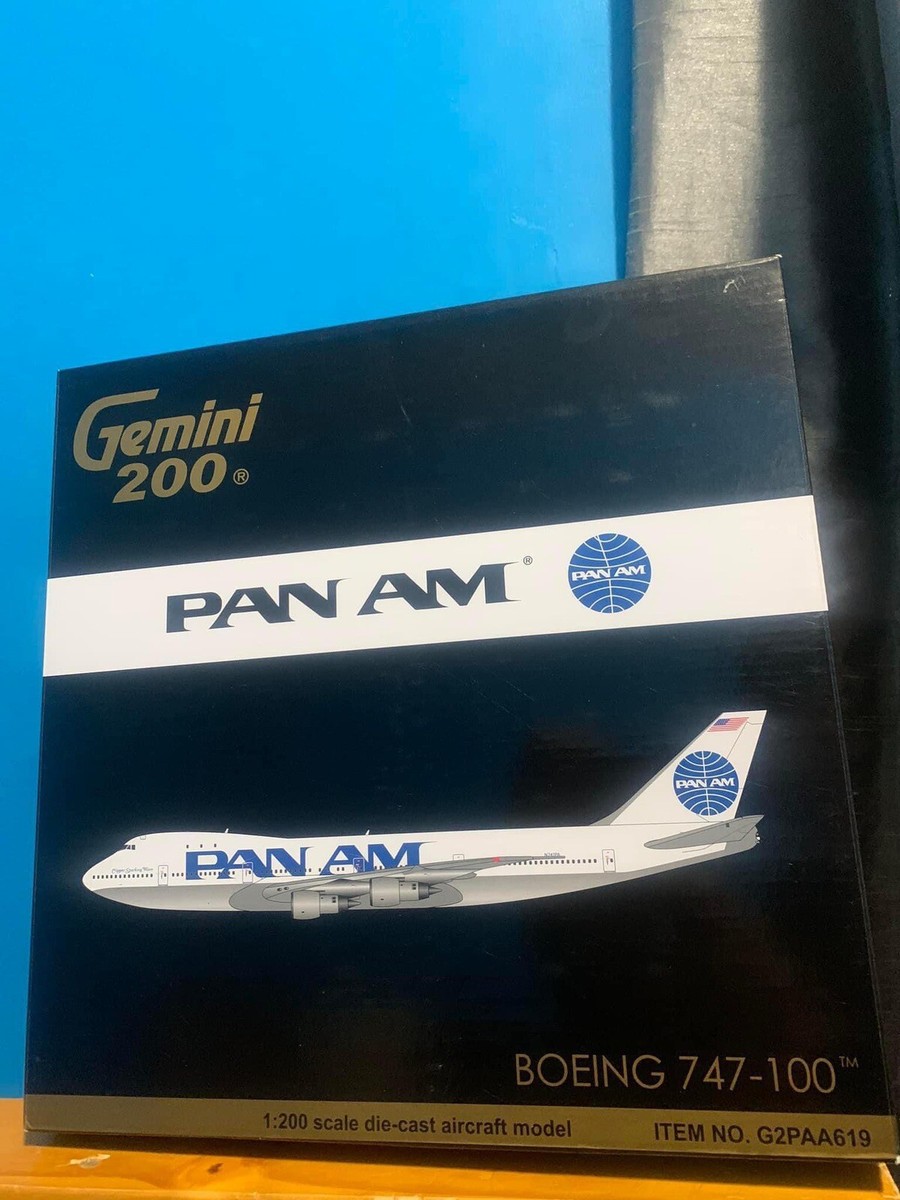 Gemini
200®
PAN AM®
PAN AM
PAN AM
PAN AM
BOEING 747-100™
1:200 scale die-cast aircraft model
ITEM NO. G2PAA619